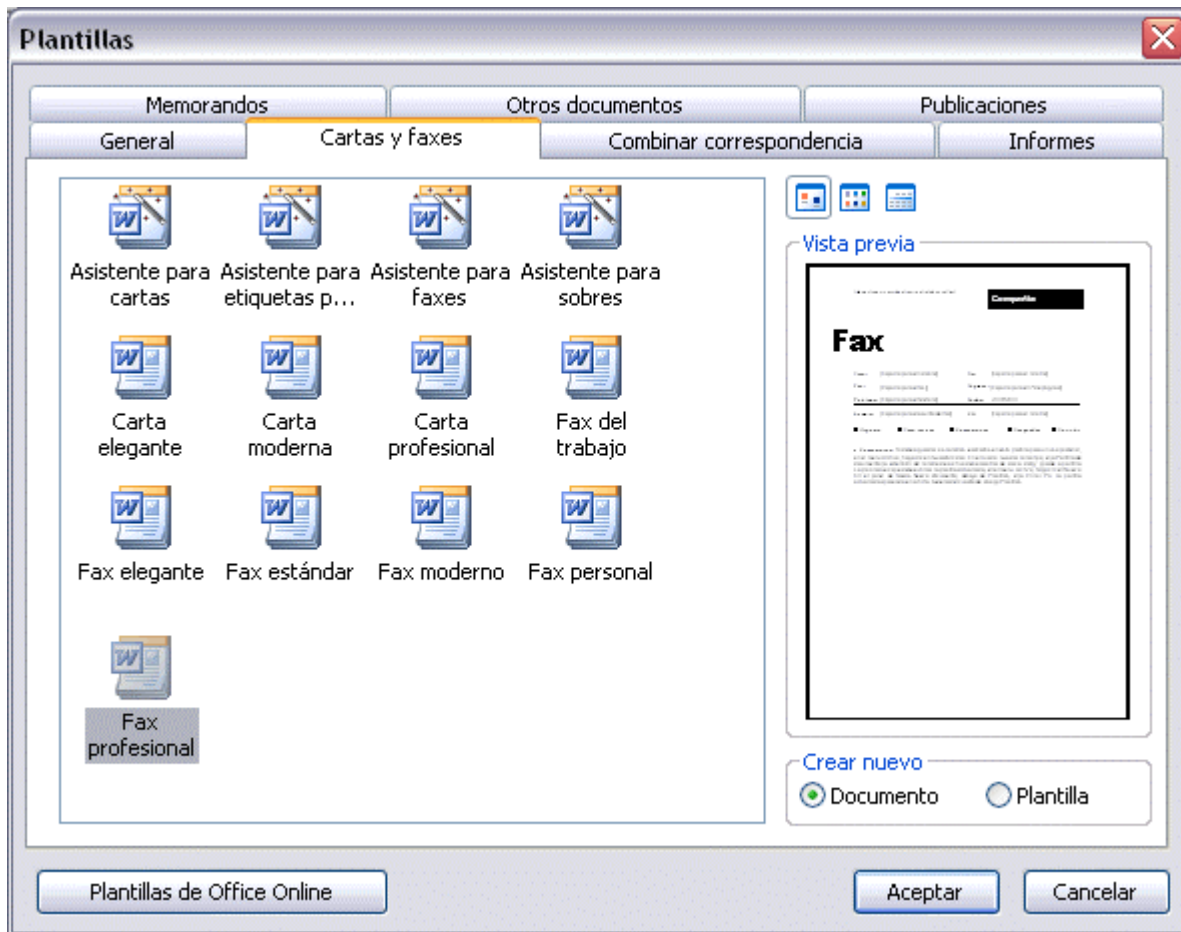 Plantillas
Memorandos
Otros documentos
Publicaciones
General
Cartas y faxes
Combinar correspondencia
Informes
Asistente para
cartas
Asistente para
etiquetas p...
Asistente para
faxes
Asistente para
sobres
Carta
elegante
Carta
moderna
Carta
profesional
Fax del
trabajo
Fax elegante
Fax estándar
Fax moderno
Fax personal
Fax
profesional
Vista previa
Compañía
Fax
Crear nuevo
Documento
Plantilla
Plantillas de Office Online
Aceptar
Cancelar